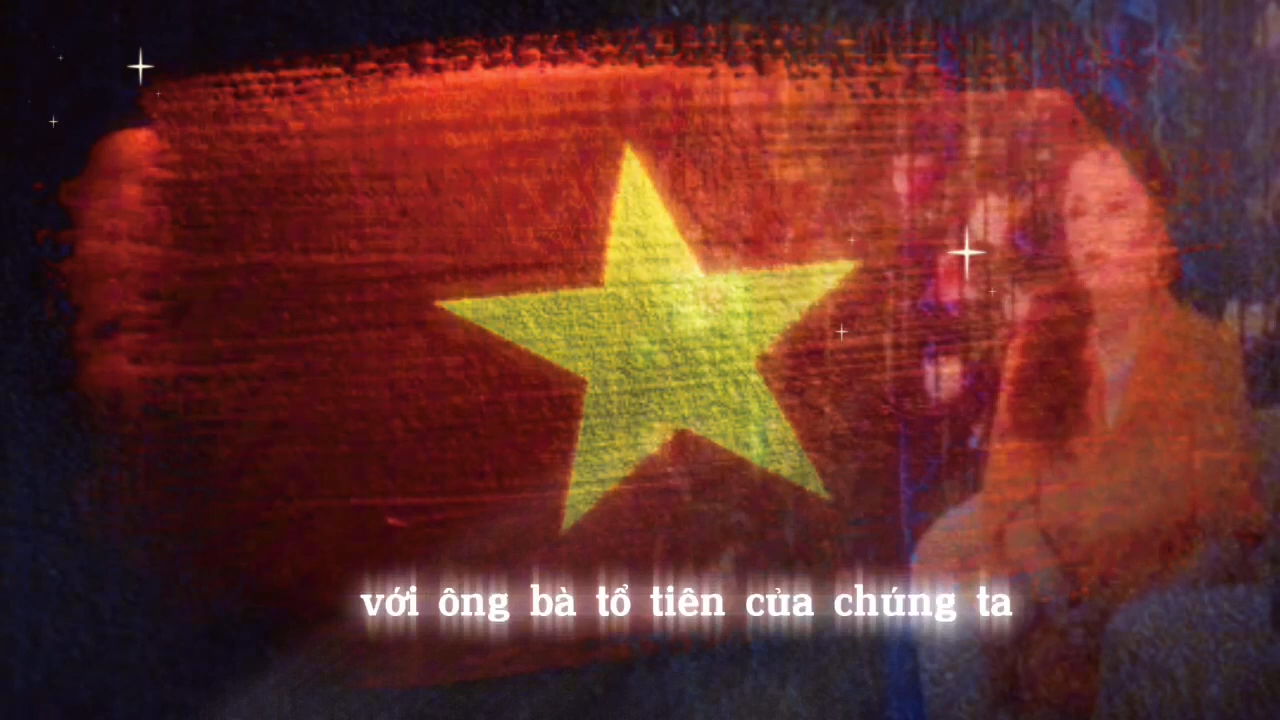 với ông bà tổ tiên của chúng ta